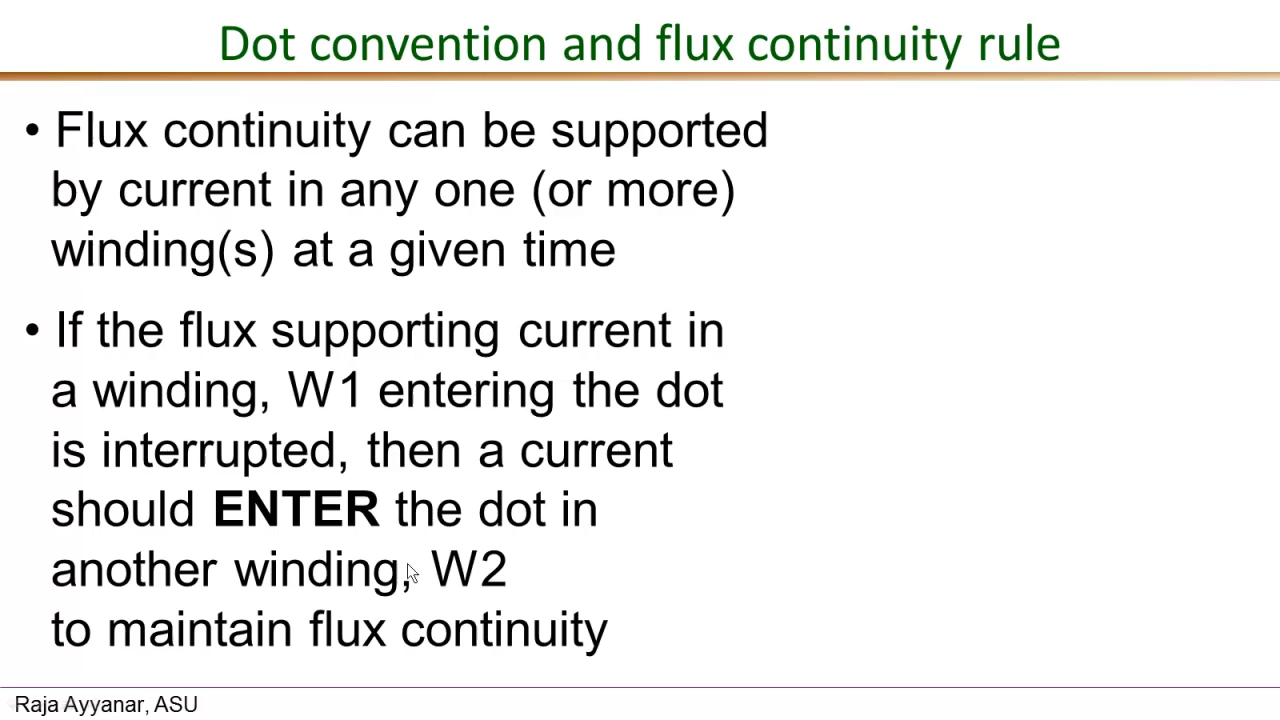 Dot convention and flux continuity rule
• Flux continuity can be supported
by current in any one (or more)
winding(s) at a given time
• If the flux supporting current in
a winding, W1 entering the dot
is interrupted, then a current
should ENTER the dot in
another winding, W2
to maintain flux continuity
Raja Ayyanar, ASU